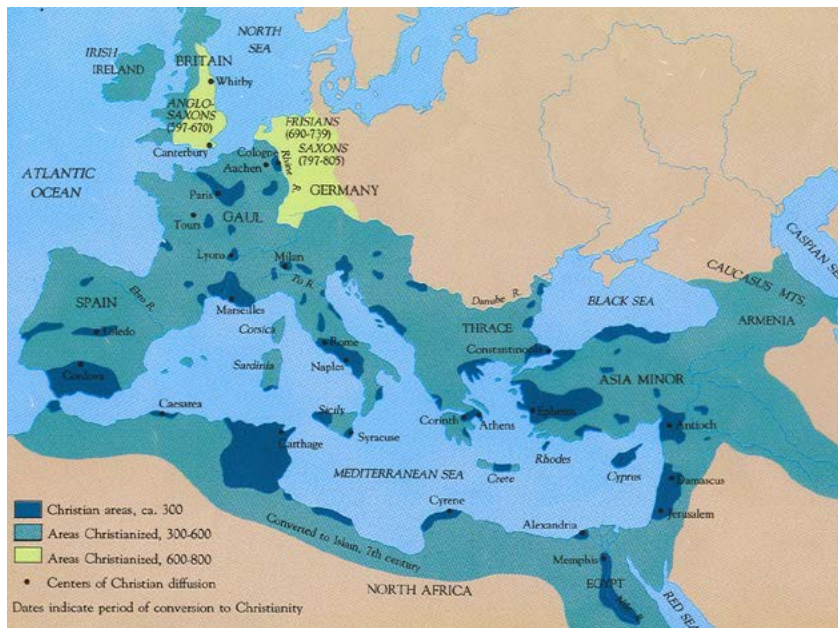 NORTH
SEA
IRISH
IRELAND
BRITAIN
Whitby
ANGLO-
SAXONS
(597-670)
FRISIANS
(690-739)
SAXONS
(797-805)
Canterbury
Cologne
Aachen
Rhine R.
GERMANY
ATLANTIC
OCEAN
Paris
Tours
GAUL
Lyons
Milan
Po R.
CASPIAN SEA
CAUCASUS MTS.
Danube R.
BLACK SEA
SPAIN
Ebro R.
Marseilles
Corsica
THRACE
ARMENIA
Toledo
Rome
Constantinople
Sardinia
Naples
ASIA MINOR
Cordova
Caesarea
Sicily
Corinth
Athens
Ephesus
Antioch
Carthage
Syracuse
Rhodes
MEDITERRANEAN SEA
Crete
Cyprus
Damascus
Cyrene
Jerusalem
Alexandria
Converted to Islam, 7th century
Memphis
EGYPT
Nile R.
NORTH AFRICA
RED SEA
Christian areas, ca. 300
Areas Christianized, 300-600
Areas Christianized, 600-800
Centers of Christian diffusion
Dates indicate period of conversion to Christianity